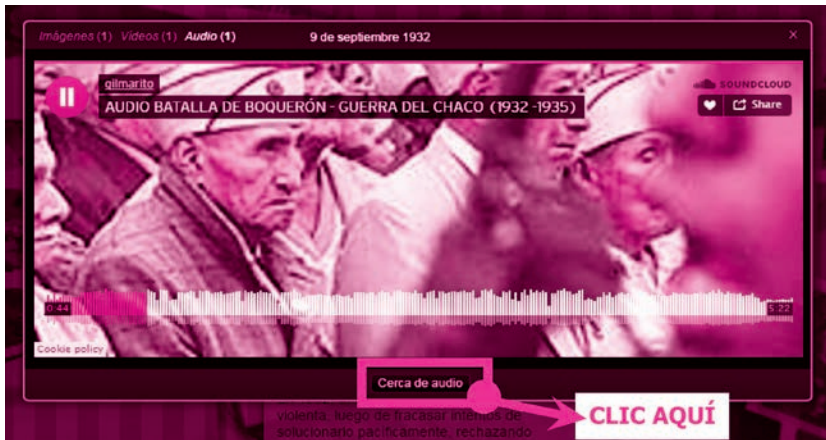 Imágenes (1) Videos (1) Audio (1) 9 de septiembre 1932 ×
gilmarito
SOUNDCLOUD
AUDIO BATALLA DE BOQUERÓN - GUERRA DEL CHACO (1932 -1935)
Share
0:44
5:22
Cookie policy
Cerca de audio
CLIC AQUÍ
violenta, luego de fracasar intentos de
solucionarlo pacíficamente, rechazando